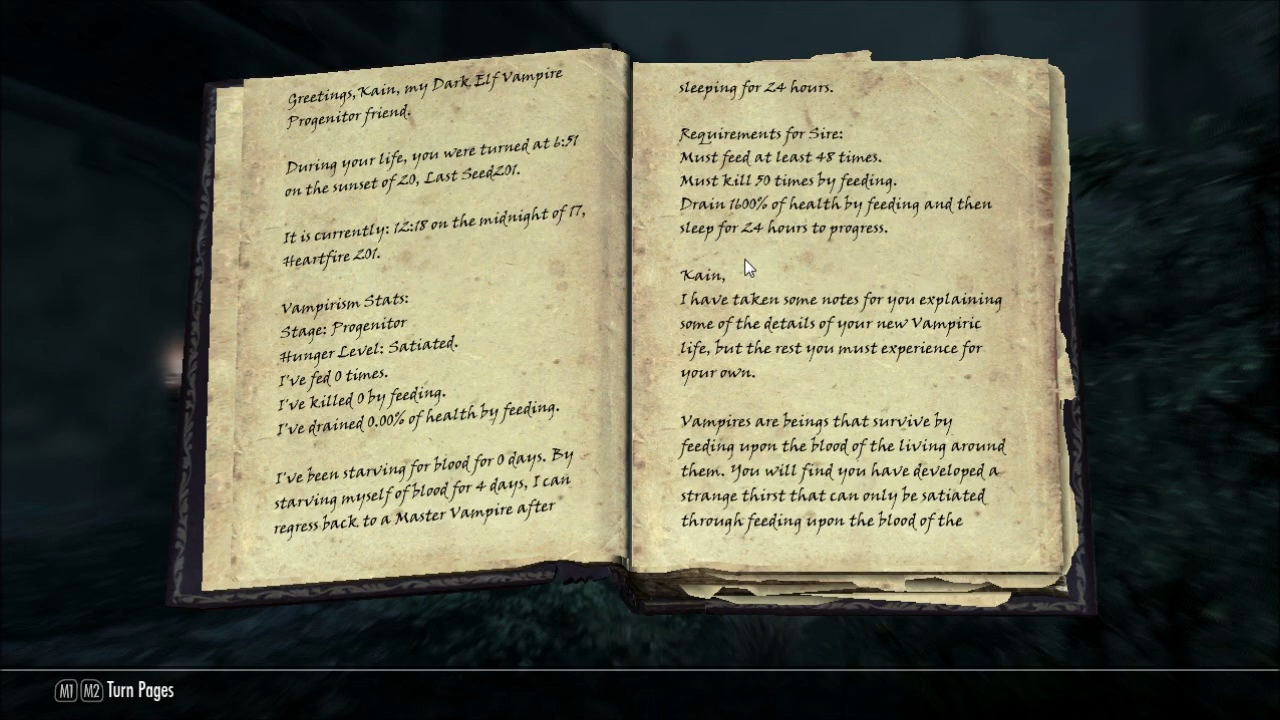 Greetings, Kain, my Dark Elf Vampire
Progenitor friend.
During your life, you were turned at 6:51
on the sunset of 20, Last Seed201.
It is currently: 12:18 on the midnight of 17,
Heartfire 201.
Vampirism Stats:
Stage: Progenitor
Hunger Level: Satiated.
I've fed 0 times.
I've killed 0 by feeding.
I've drained 0.00% of health by feeding.
I've been starving for blood for 0 days. By
starving myself of blood for 4 days, I can
regress back to a Master Vampire after
sleeping for 24 hours.
Requirements for Sire:
Must feed at least 48 times.
Must kill 50 times by feeding.
Drain 1600% of health by feeding and then
sleep for 24 hours to progress.
Kain,
I have taken some notes for you explaining
some of the details of your new Vampiric
life, but the rest you must experience for
your own.
Vampires are beings that survive by
feeding upon the blood of the living around
them. You will find you have developed a
strange thirst that can only be satiated
through feeding upon the blood of the
M1 M2 Turn Pages